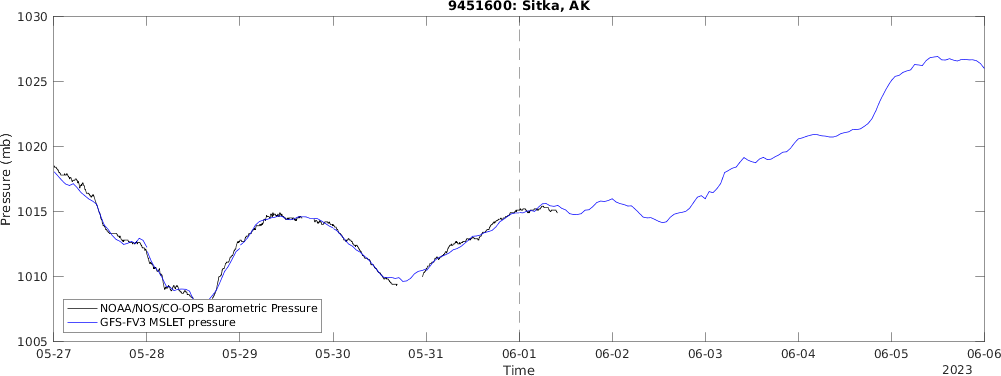 9451600: Sitka, AK
1030
1025
1020
1015
1010
1005
Pressure (mb)
NOAA/NOS/CO-OPS Barometric Pressure
GFS-FV3 MSLET pressure
05-27 05-28 05-29 05-30 05-31 06-01 06-02 06-03 06-04 06-05 06-06
Time
2023